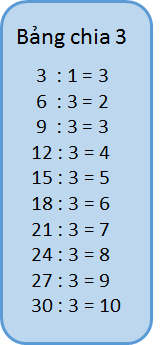 Bảng chia 3
3 : 1 = 3
6 : 3 = 2
9 : 3 = 3
12 : 3 = 4
15 : 3 = 5
18 : 3 = 6
21 : 3 = 7
24 : 3 = 8
27 : 3 = 9
30 : 3 = 10